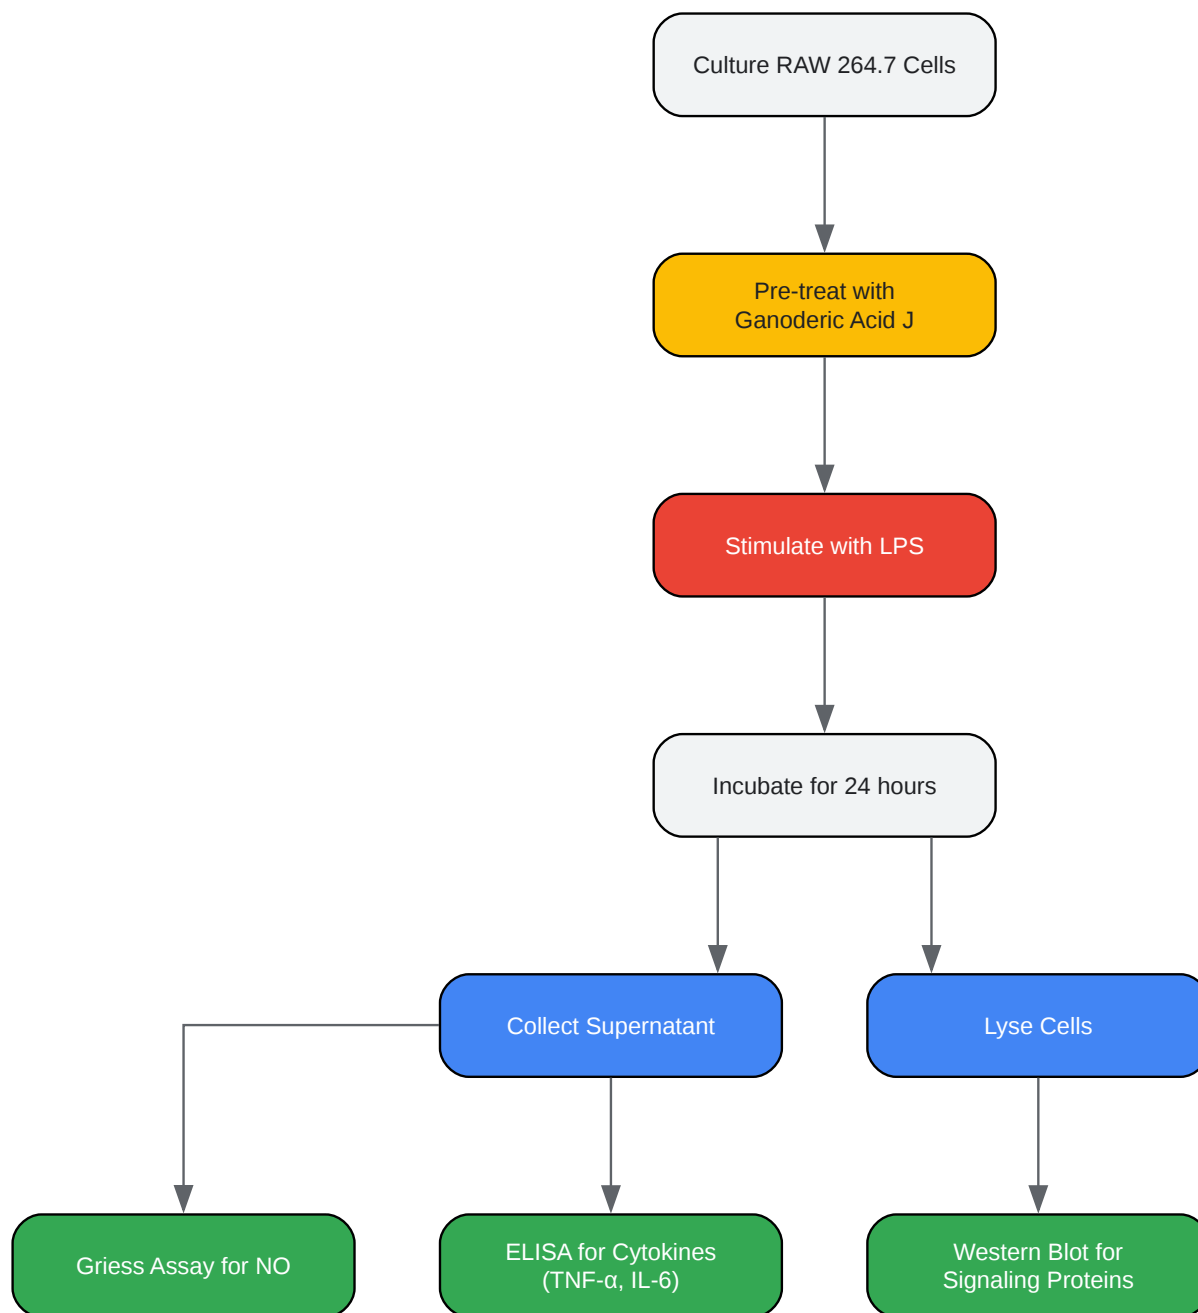 Culture RAW 264.7 Cells
Pre-treat with
Ganoderic Acid J
Stimulate with LPS
Incubate for 24 hours
Collect Supernatant
Lyse Cells
Griess Assay for NO
ELISA for Cytokines
(TNF-α, IL-6)
Western Blot for
Signaling Proteins